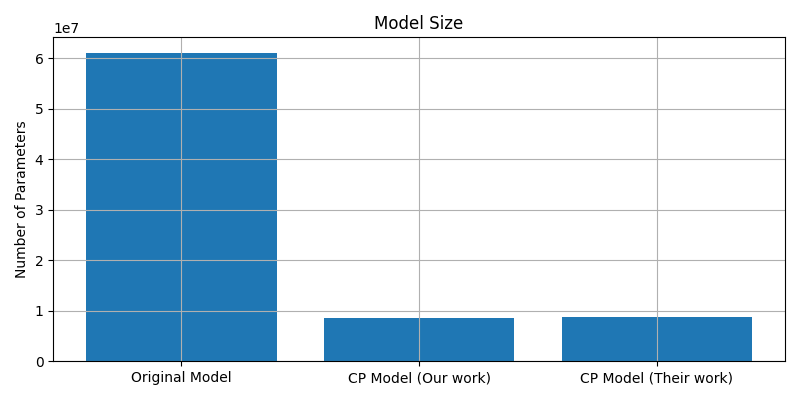 Model Size
1e7
6
5
4
3
2
1
0
Number of Parameters
Original Model
CP Model (Our work)
CP Model (Their work)